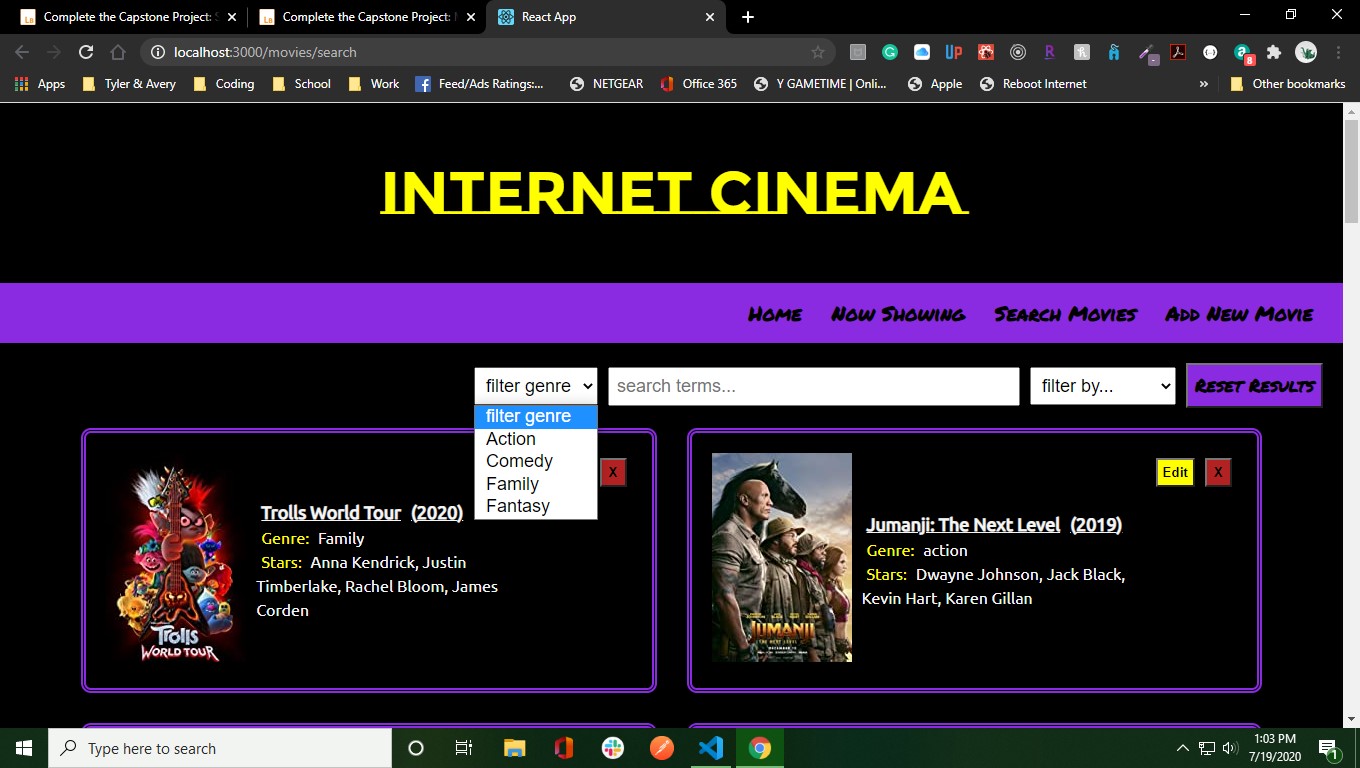 Complete the Capstone Project: S
Complete the Capstone Project: N
React App
localhost:3000/movies/search
Apps
Tyler & Avery
Coding
School
Work
Feed/Ads Ratings:...
NETGEAR
Office 365
Y GAMETIME | Onli...
Apple
Reboot Internet
»
Other bookmarks
INTERNET CINEMA
Home Now Showing Search Movies Add New Movie
filter genre
search terms...
filter by...
Reset Results
filter genre
Action
Comedy
Family
Fantasy
X
Trolls World Tour (2020)
Genre: Family
Stars: Anna Kendrick, Justin
Timberlake, Rachel Bloom, James
Corden
Trolls
WORLD TOUR
Edit
X
Jumanji: The Next Level (2019)
Genre: action
Stars: Dwayne Johnson, Jack Black,
Kevin Hart, Karen Gillan
JUMANJI
Type here to search
1:03 PM
7/19/2020
1